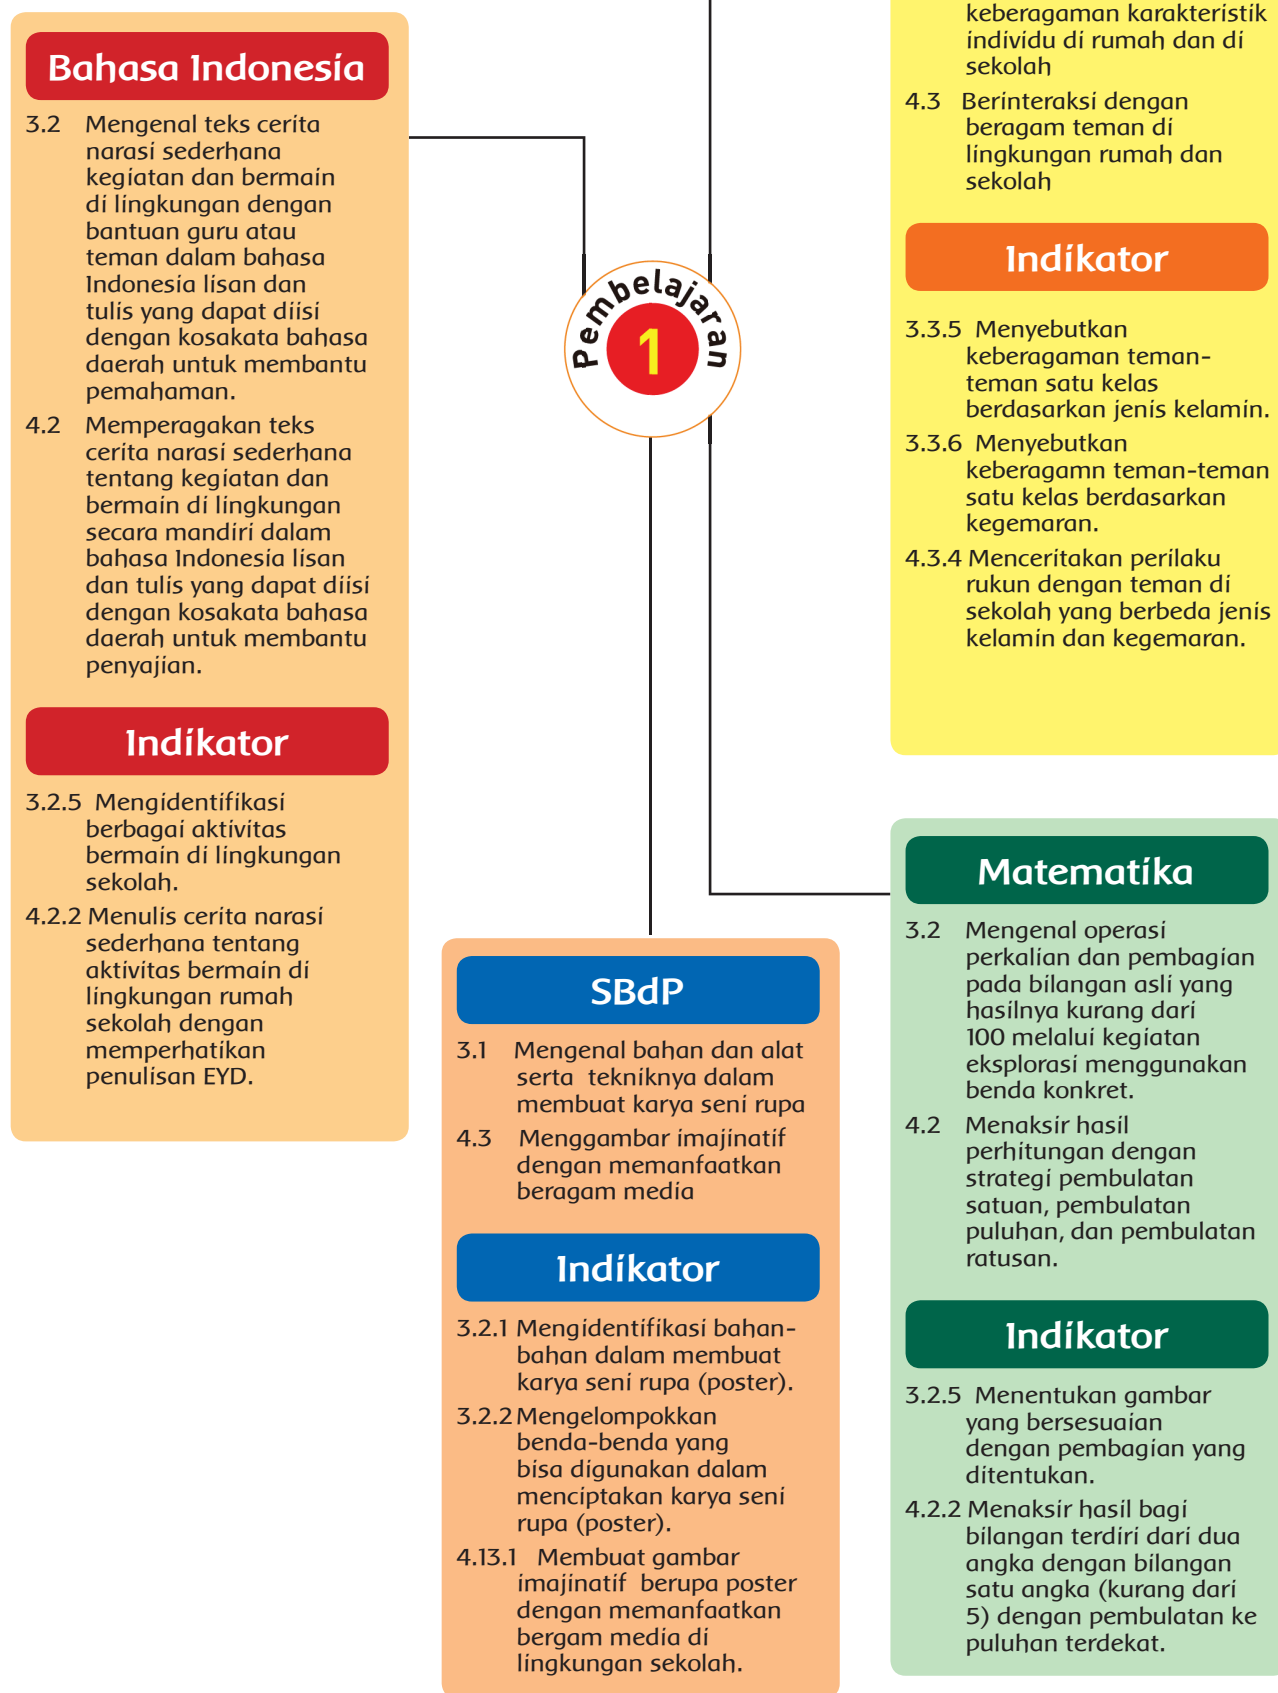 Bahasa Indonesia
3.2 Mengenal teks cerita
narasi sederhana
kegiatan dan bermain
di lingkungan dengan
bantuan guru atau
teman dalam bahasa
Indonesia lisan dan
tulis yang dapat diisi
dengan kosakata bahasa
daerah untuk membantu
pemahaman.
4.2 Memperagakan teks
cerita narasi sederhana
tentang kegiatan dan
bermain di lingkungan
secara mandiri dalam
bahasa Indonesia lisan
dan tulis yang dapat diisi
dengan kosakata bahasa
daerah untuk membantu
penyajian.
Indikator
3.2.5 Mengidentifikasi
berbagai aktivitas
bermain di lingkungan
sekolah.
4.2.2 Menulis cerita narasi
sederhana tentang
aktivitas bermain di
lingkungan rumah
sekolah dengan
memperhatikan
penulisan EYD.
Pembelajaran
1
SBdP
3.1 Mengenal bahan dan alat
serta tekniknya dalam
membuat karya seni rupa
4.3 Menggambar imajinatif
dengan memanfaatkan
beragam media
Indikator
3.2.1 Mengidentifikasi bahan-
bahan dalam membuat
karya seni rupa (poster).
3.2.2 Mengelompokkan
benda-benda yang
bisa digunakan dalam
menciptakan karya seni
rupa (poster).
4.13.1 Membuat gambar
imajinatif berupa poster
dengan memanfaatkan
bergam media di
lingkungan sekolah.
keberagaman karakteristik
individu di rumah dan di
sekolah
4.3 Berinteraksi dengan
beragam teman di
lingkungan rumah dan
sekolah
Indikator
3.3.5 Menyebutkan
keberagaman teman-
teman satu kelas
berdasarkan jenis kelamin.
3.3.6 Menyebutkan
keberagamn teman-teman
satu kelas berdasarkan
kegemaran.
4.3.4 Menceritakan perilaku
rukun dengan teman di
sekolah yang berbeda jenis
kelamin dan kegemaran.
Matematika
3.2 Mengenal operasi
perkalian dan pembagian
pada bilangan asli yang
hasilnya kurang dari
100 melalui kegiatan
eksplorasi menggunakan
benda konkret.
4.2 Menaksir hasil
perhitungan dengan
strategi pembulatan
satuan, pembulatan
puluhan, dan pembulatan
ratusan.
Indikator
3.2.5 Menentukan gambar
yang bersesuaian
dengan pembagian yang
ditentukan.
4.2.2 Menaksir hasil bagi
bilangan terdiri dari dua
angka dengan bilangan
satu angka (kurang dari
5) dengan pembulatan ke
puluhan terdekat.